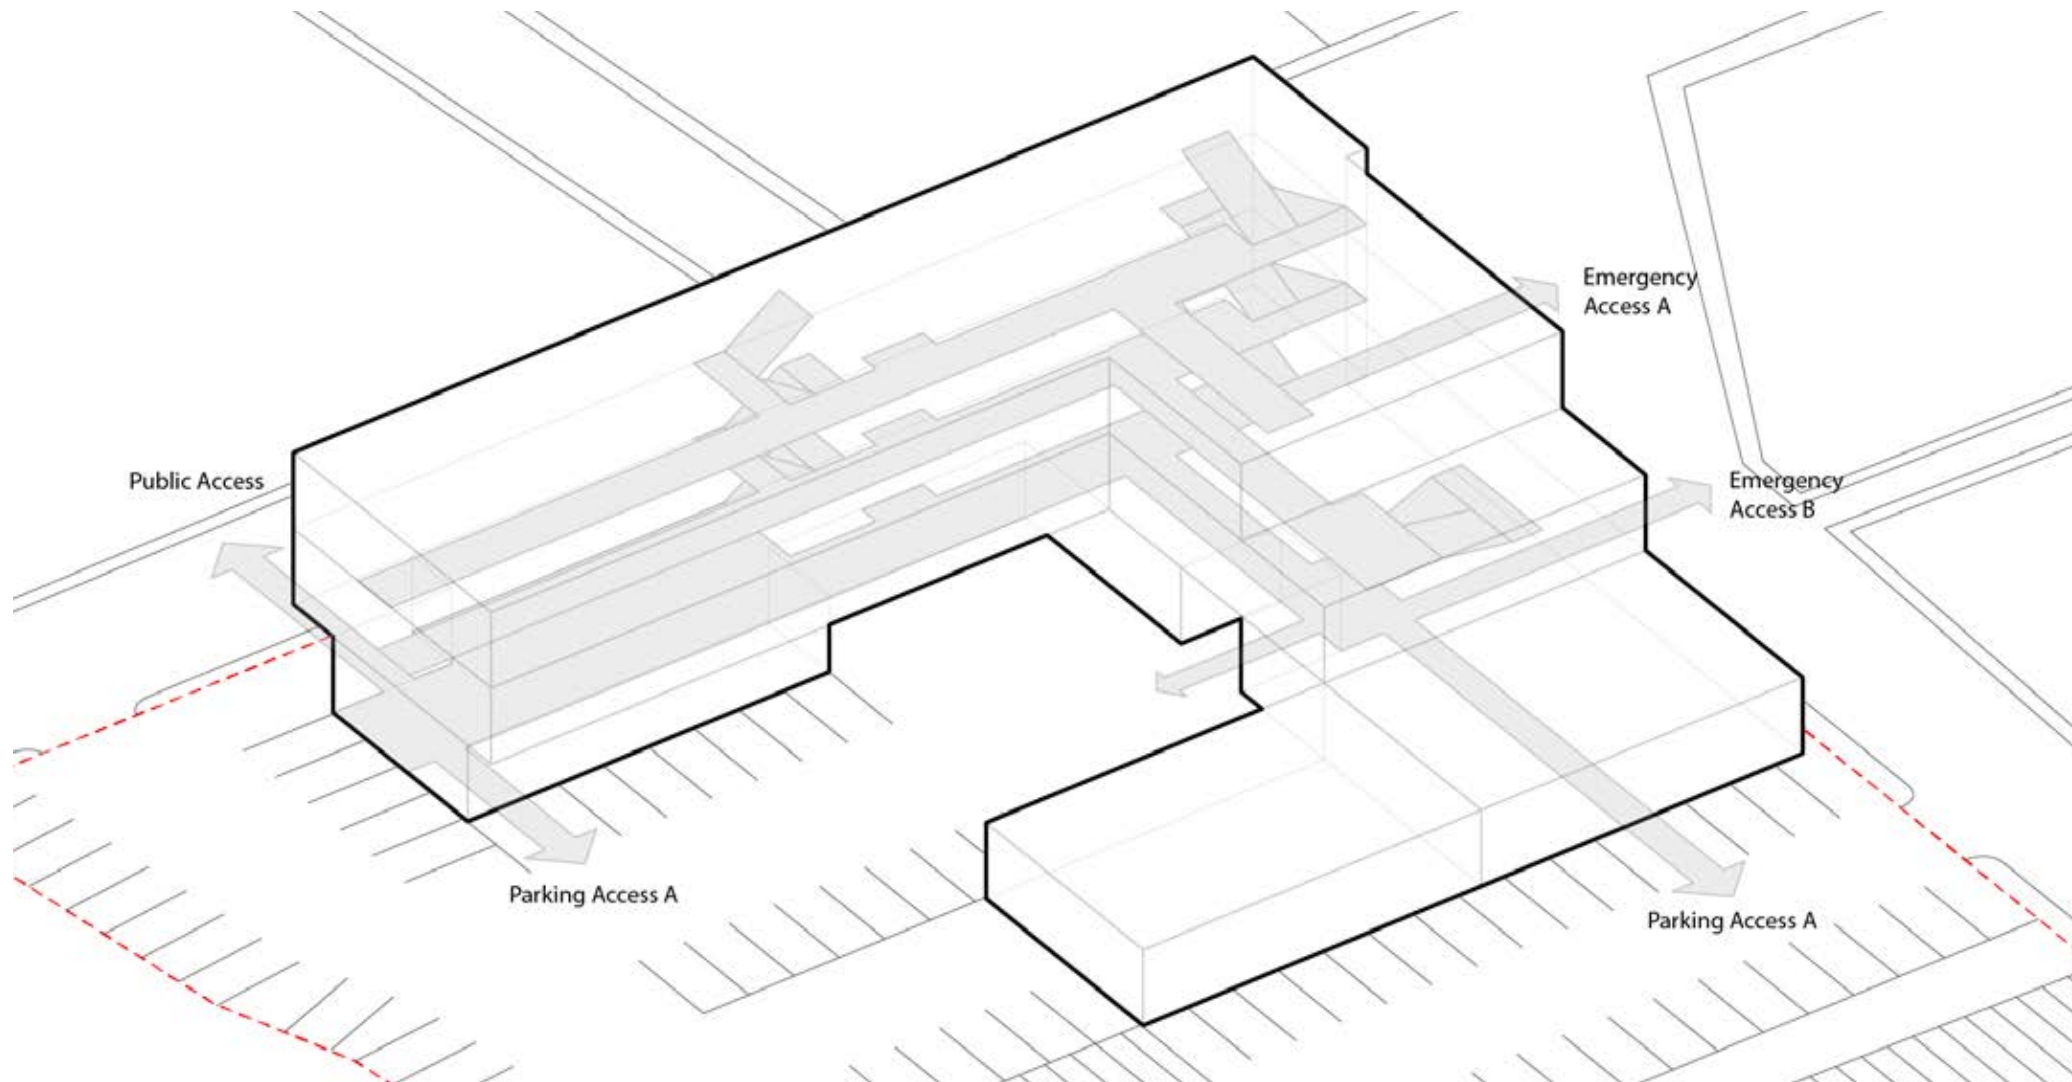 Emergency
Access A
Public Access
Emergency
Access B
Parking Access A
Parking Access A